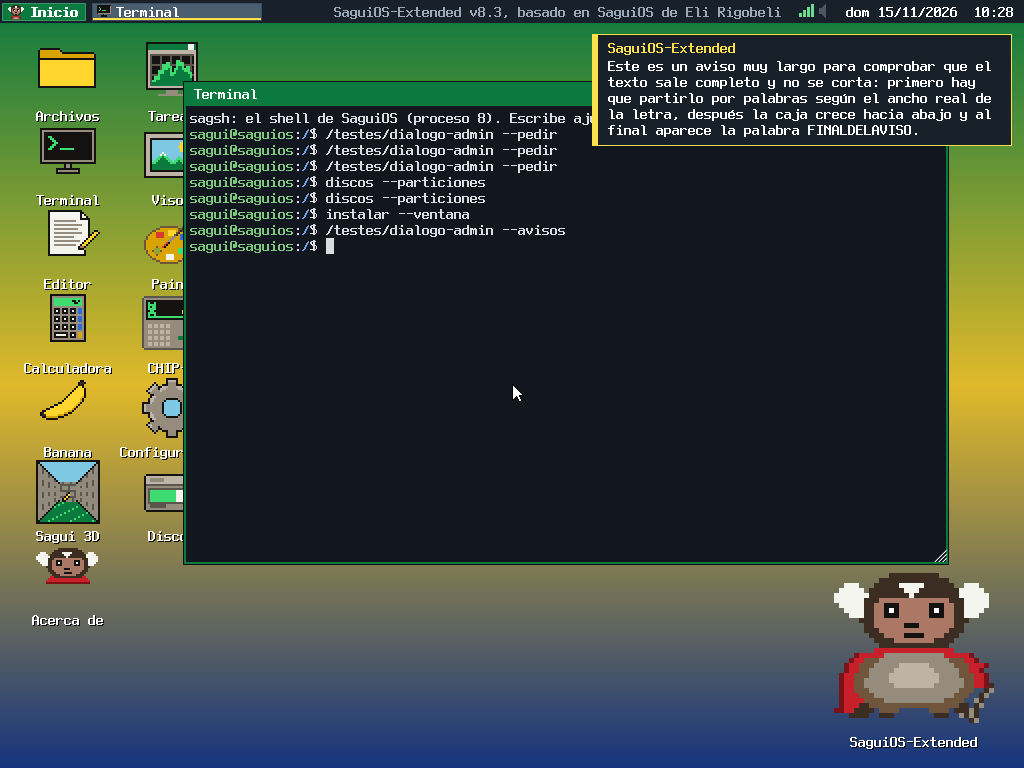 Inicio
Terminal
SaguiOS-Extended v8.3, basado en SaguiOS de Eli Rigobeli
dom 15/11/2026 10:28
SaguiOS-Extended
Este es un aviso muy largo para comprobar que el
texto sale completo y no se corta: primero hay
que partirlo por palabras según el ancho real de
la letra, después la caja crece hacia abajo y al
final aparece la palabra FINALDELAVISO.
Terminal
sagsh: el shell de SaguiOS (proceso 8). Escribe
sagui@saguios:/$ /testes/dialogo-admin --pedir
sagui@saguios:/$ /testes/dialogo-admin --pedir
sagui@saguios:/$ /testes/dialogo-admin --pedir
sagui@saguios:/$ discos --particiones
sagui@saguios:/$ discos --particiones
sagui@saguios:/$ instalar --ventana
sagui@saguios:/$ /testes/dialogo-admin --avisos
sagui@saguios:/$
Archivos
Terminal
Editor
Calculadora
CHIP-
Banana
Sagui 3D
Acerca de
SaguiOS-Extended